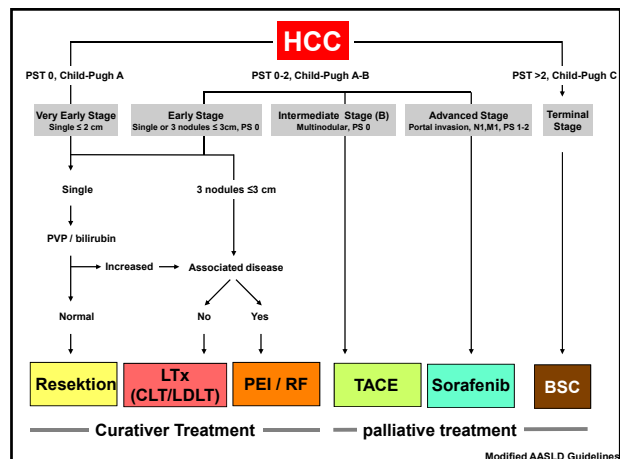 HCC
PST 0, Child-Pugh A
PST 0-2, Child-Pugh A-B
PST >2, Child-Pugh C
Very Early Stage
Single ≤ 2 cm
Early Stage
Single or 3 nodules ≤ 3cm, PS 0
Intermediate Stage (B)
Multinodular, PS 0
Advanced Stage
Portal invasion, N1,M1, PS 1-2
Terminal
Stage
Single
3 nodules ≤3 cm
PVP / bilirubin
Increased
Associated disease
Normal
No
Yes
Resektion
LTx
(CLT/LDLT)
PEI / RF
TACE
Sorafenib
BSC
Curativer Treatment
palliative treatment
Modified AASLD Guidelines